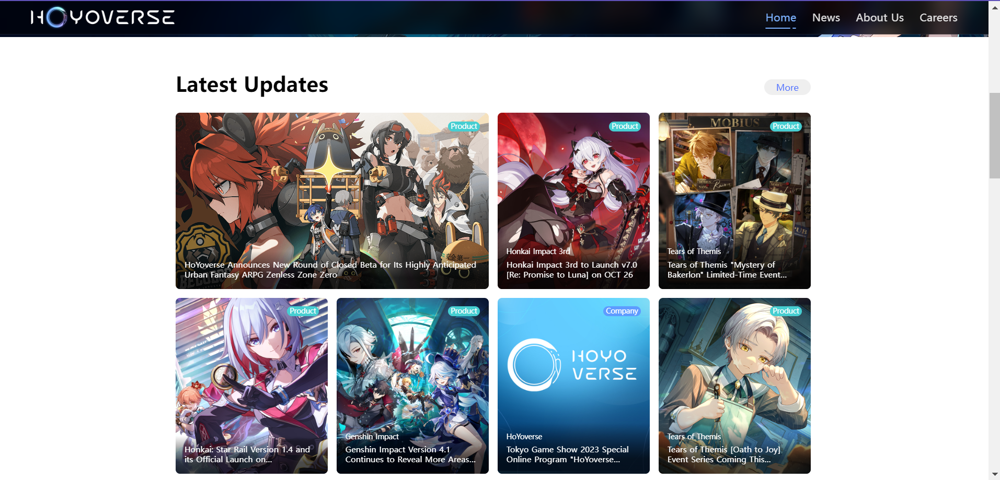 HOYOVERSE
Home News About Us Careers
Latest Updates
More
Product
HoYoverse Announces New Round of Closed Beta for Its Highly Anticipated
Urban Fantasy ARPG Zenless Zone Zero
安全第一
Product
Honkai Impact 3rd
Honkai Impact 3rd to Launch v7.0
[Re: Promise to Luna] on OCT 26
MOBIUS
Product
PUB
Tears of Themis
Tears of Themis "Mystery of
Bakerlon" Limited-Time Event...
Product
Honkai: Star Rail Version 1.4 and
its Official Launch on...
Product
Genshin Impact
Genshin Impact Version 4.1
Continues to Reveal More Areas...
Company
HOYO
VERSE
HoYoverse
Tokyo Game Show 2023 Special
Online Program "HoYoverse...
Product
Tears of Themis
Tears of Themis [Oath to Joy]
Event Series Coming This...